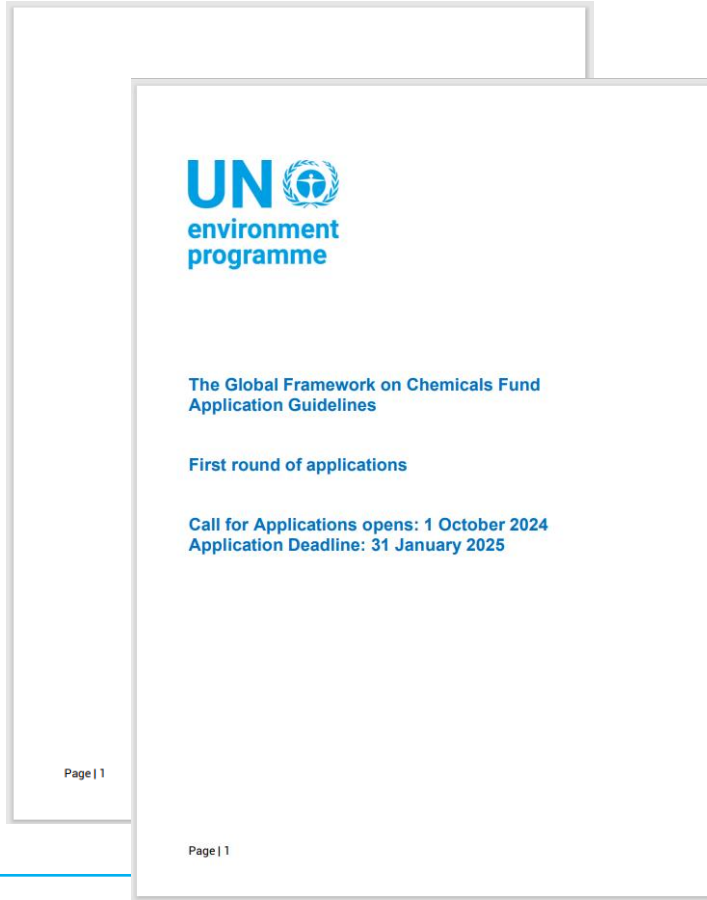 UN
environment
programme
The Global Framework on Chemicals Fund
Application Guidelines
First round of applications
Call for Applications opens: 1 October 2024
Application Deadline: 31 January 2025
Page | 1
Page | 1